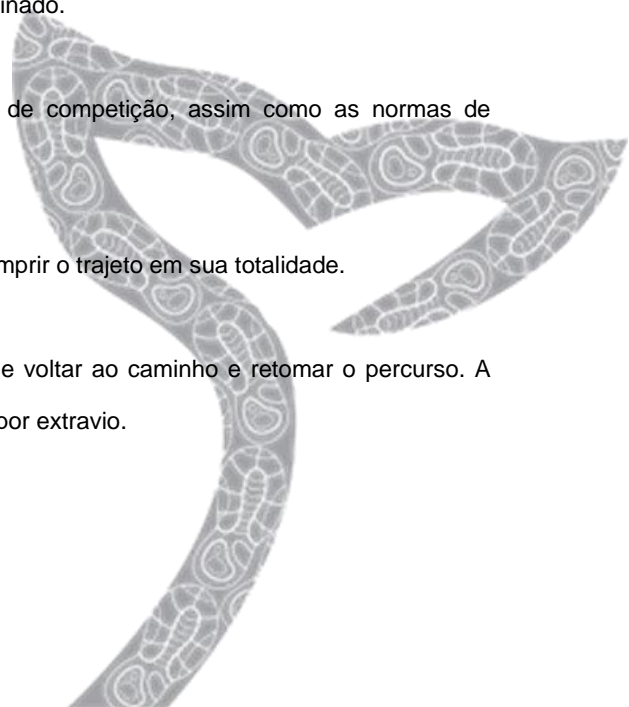 inado.
de competição, assim como as normas de
mprir o trajeto em sua totalidade.
e voltar ao caminho e retomar o percurso. A
por extravio.